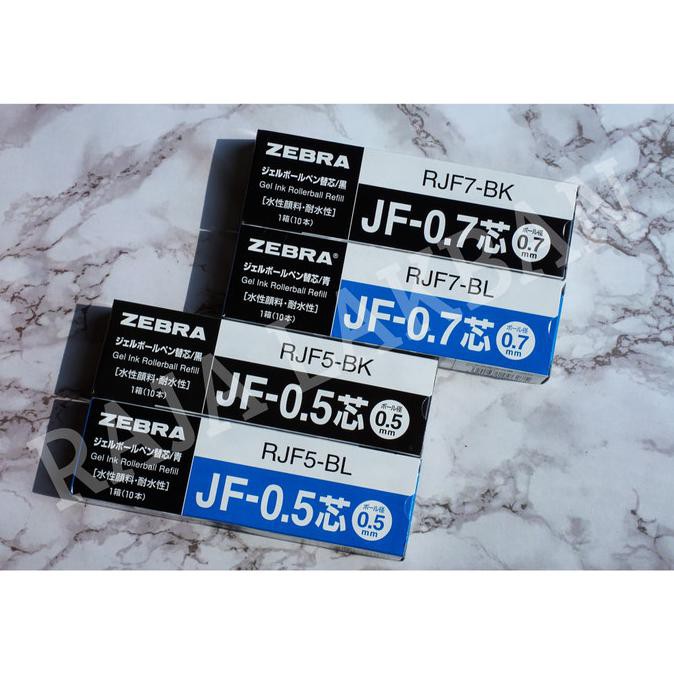 ZEBRA
ジェルボールペン替芯/黒
Gel Ink Rollerball Refill
[水性顔料・耐水性]
1箱(10本)
RJF7-BK
JF-0.7芯
ボール径
0.7
mm
ZEBRA®
ジェルボールペン替芯/青
Gel Ink Rollerball Refill
[水性顔料・耐水性]
1箱(10本)
RJF7-BL
JF-0.7芯
ボール径
0.7
mm
ZEBRA
ジェルボールペン替芯/黒
Gel Ink Rollerball Refill
[水性顔料・耐水性]
1箱(10本)
RJF5-BK
JF-0.5芯
ボール径
0.5
mm
ZEBRA
ジェルボールペン替芯/青
Gel Ink Rollerball Refill
[水性顔料・耐水性]
1箱(10本)
RJF5-BL
JF-0.5芯
ボール径
0.5
mm
RAJA LAKBAN